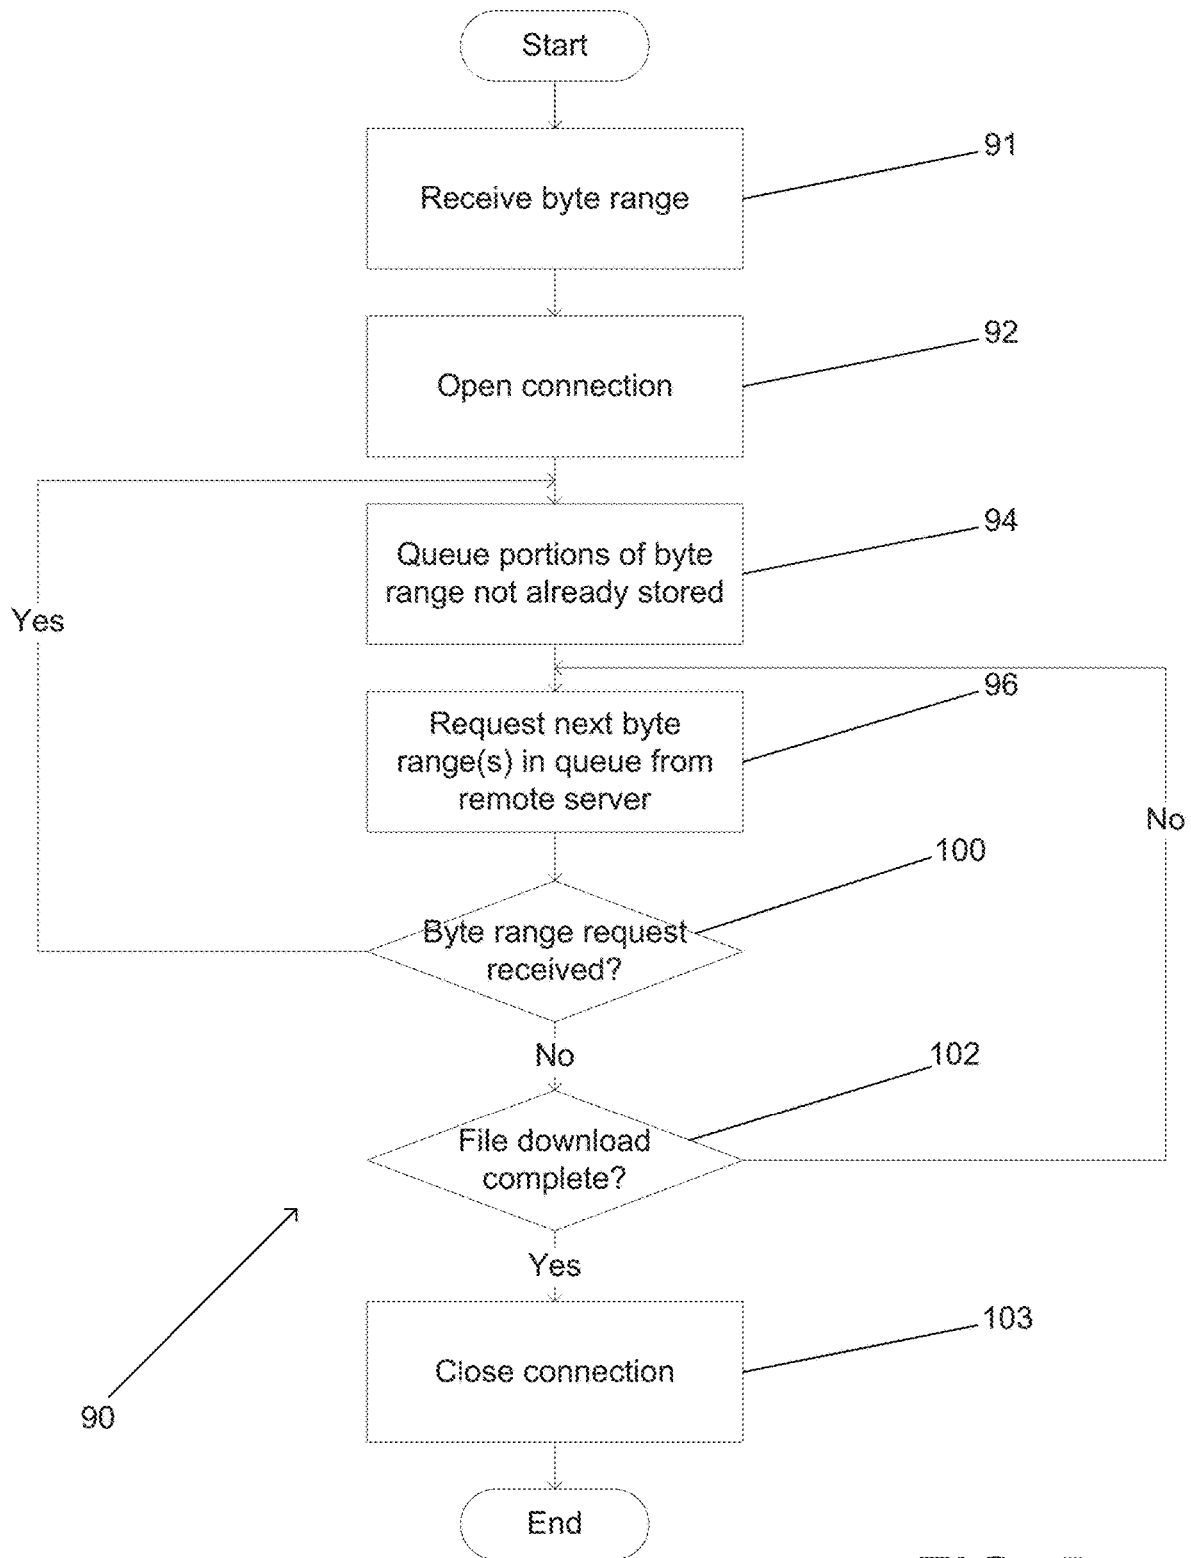 Start
Receive byte range
91
Open connection
92
Queue portions of byte
range not already stored
94
Yes
Request next byte
range(s) in queue from
remote server
96
No
Byte range request
received?
100
No
File download
complete?
102
Yes
Close connection
103
90
End